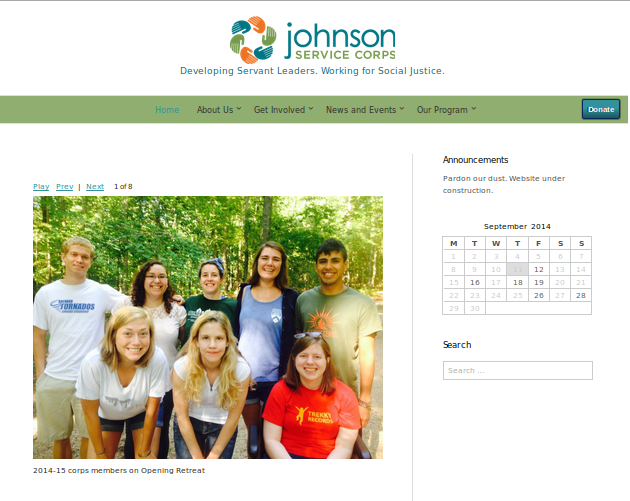 johnson
SERVICE CORPS
Developing Servant Leaders. Working for Social Justice.
Home About Us Get Involved News and Events Our Program Donate
Play Prev | Next 1 of 8
TORNADOS
TREKKY
RECORDS
2014-15 corps members on Opening Retreat
Announcements
Pardon our dust. Website under
construction.
September 2014
M T W T F S S
1 2 3 4 5 6 7
8 9 10 11 12 13 14
15 16 17 18 19 20 21
22 23 24 25 26 27 28
29 30
Search
Search ...